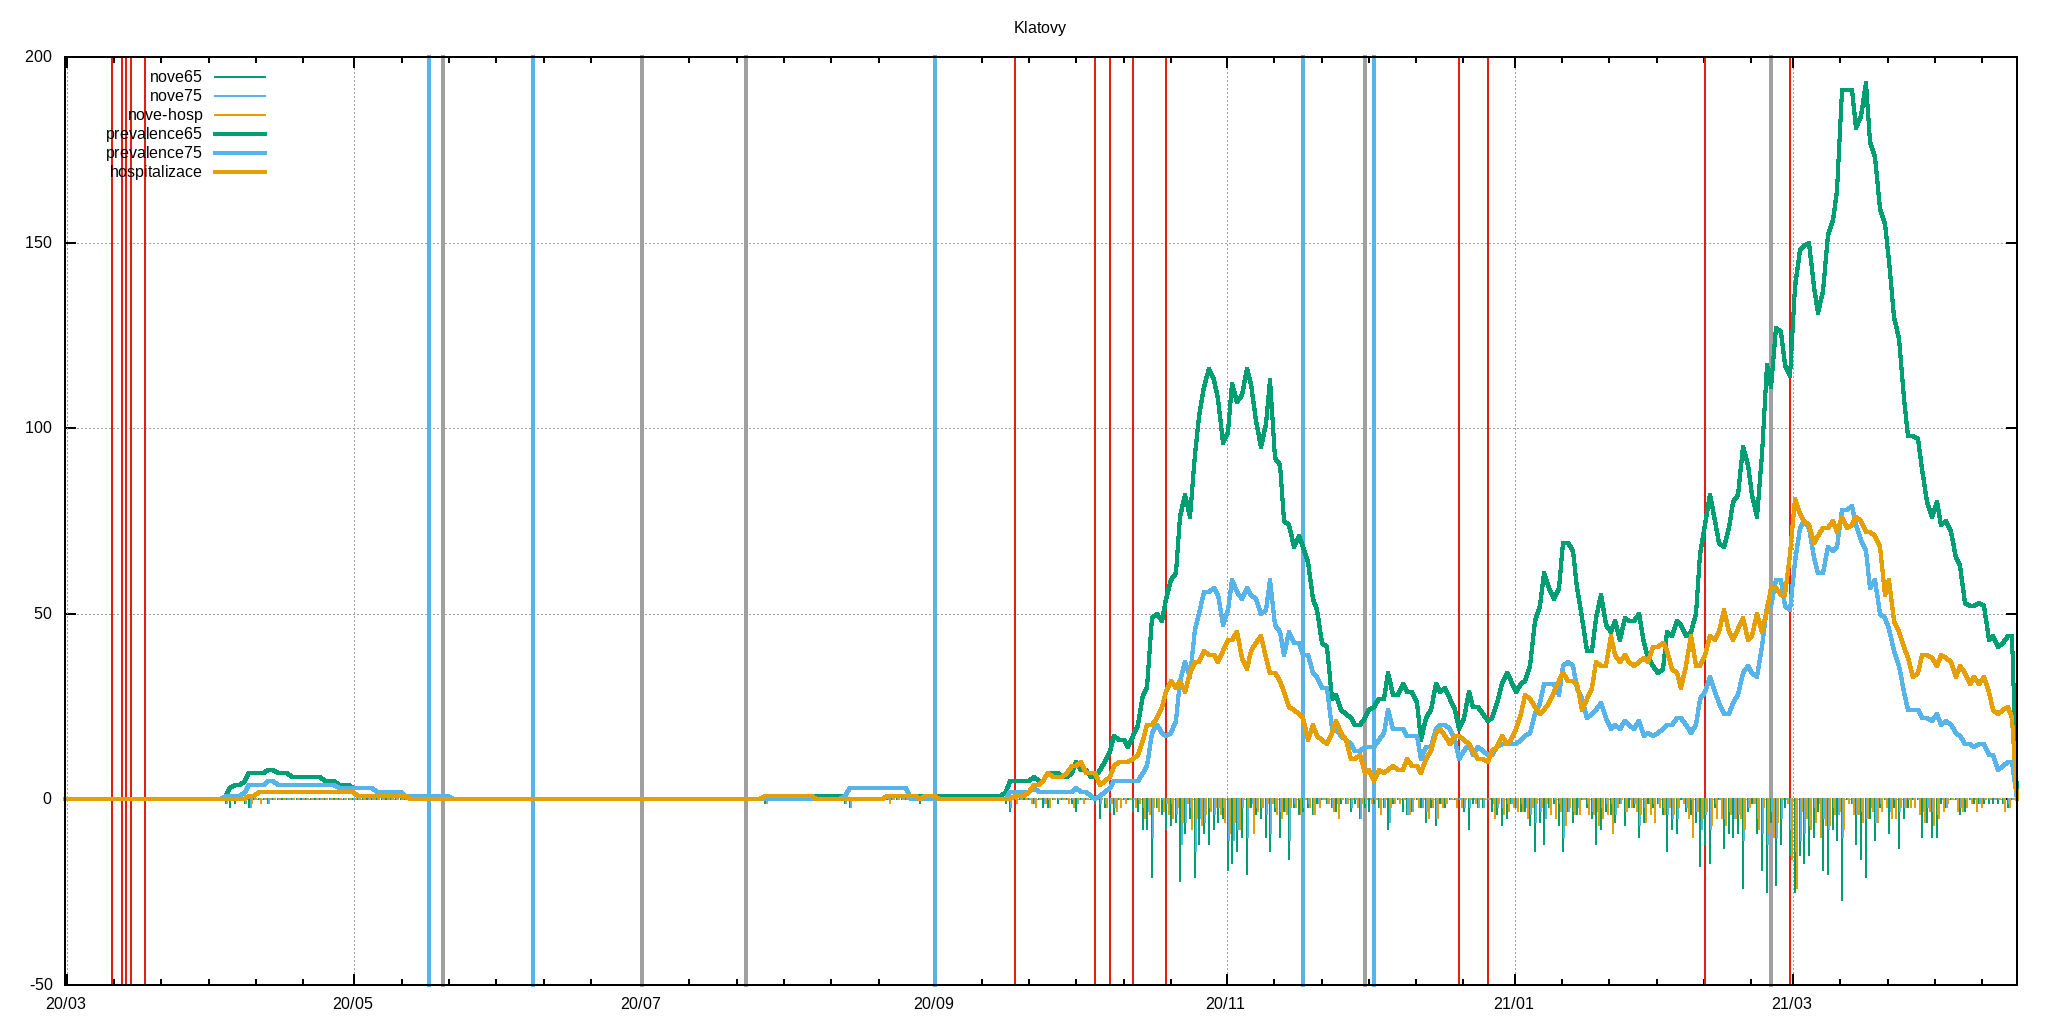 Klatovy
200
150
100
50
0
-50
nove65
nove75
nove-hosp
prevalence65
prevalence75
hospitalizace
20/03 20/05 20/07 20/09 20/11 21/01 21/03